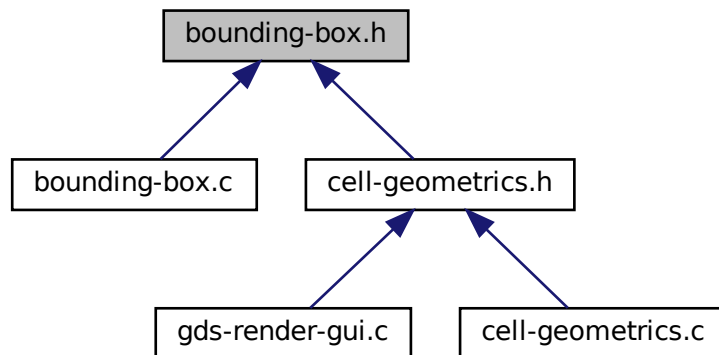 bounding-box.h
bounding-box.c
cell-geometrics.h
gds-render-gui.c
cell-geometrics.c